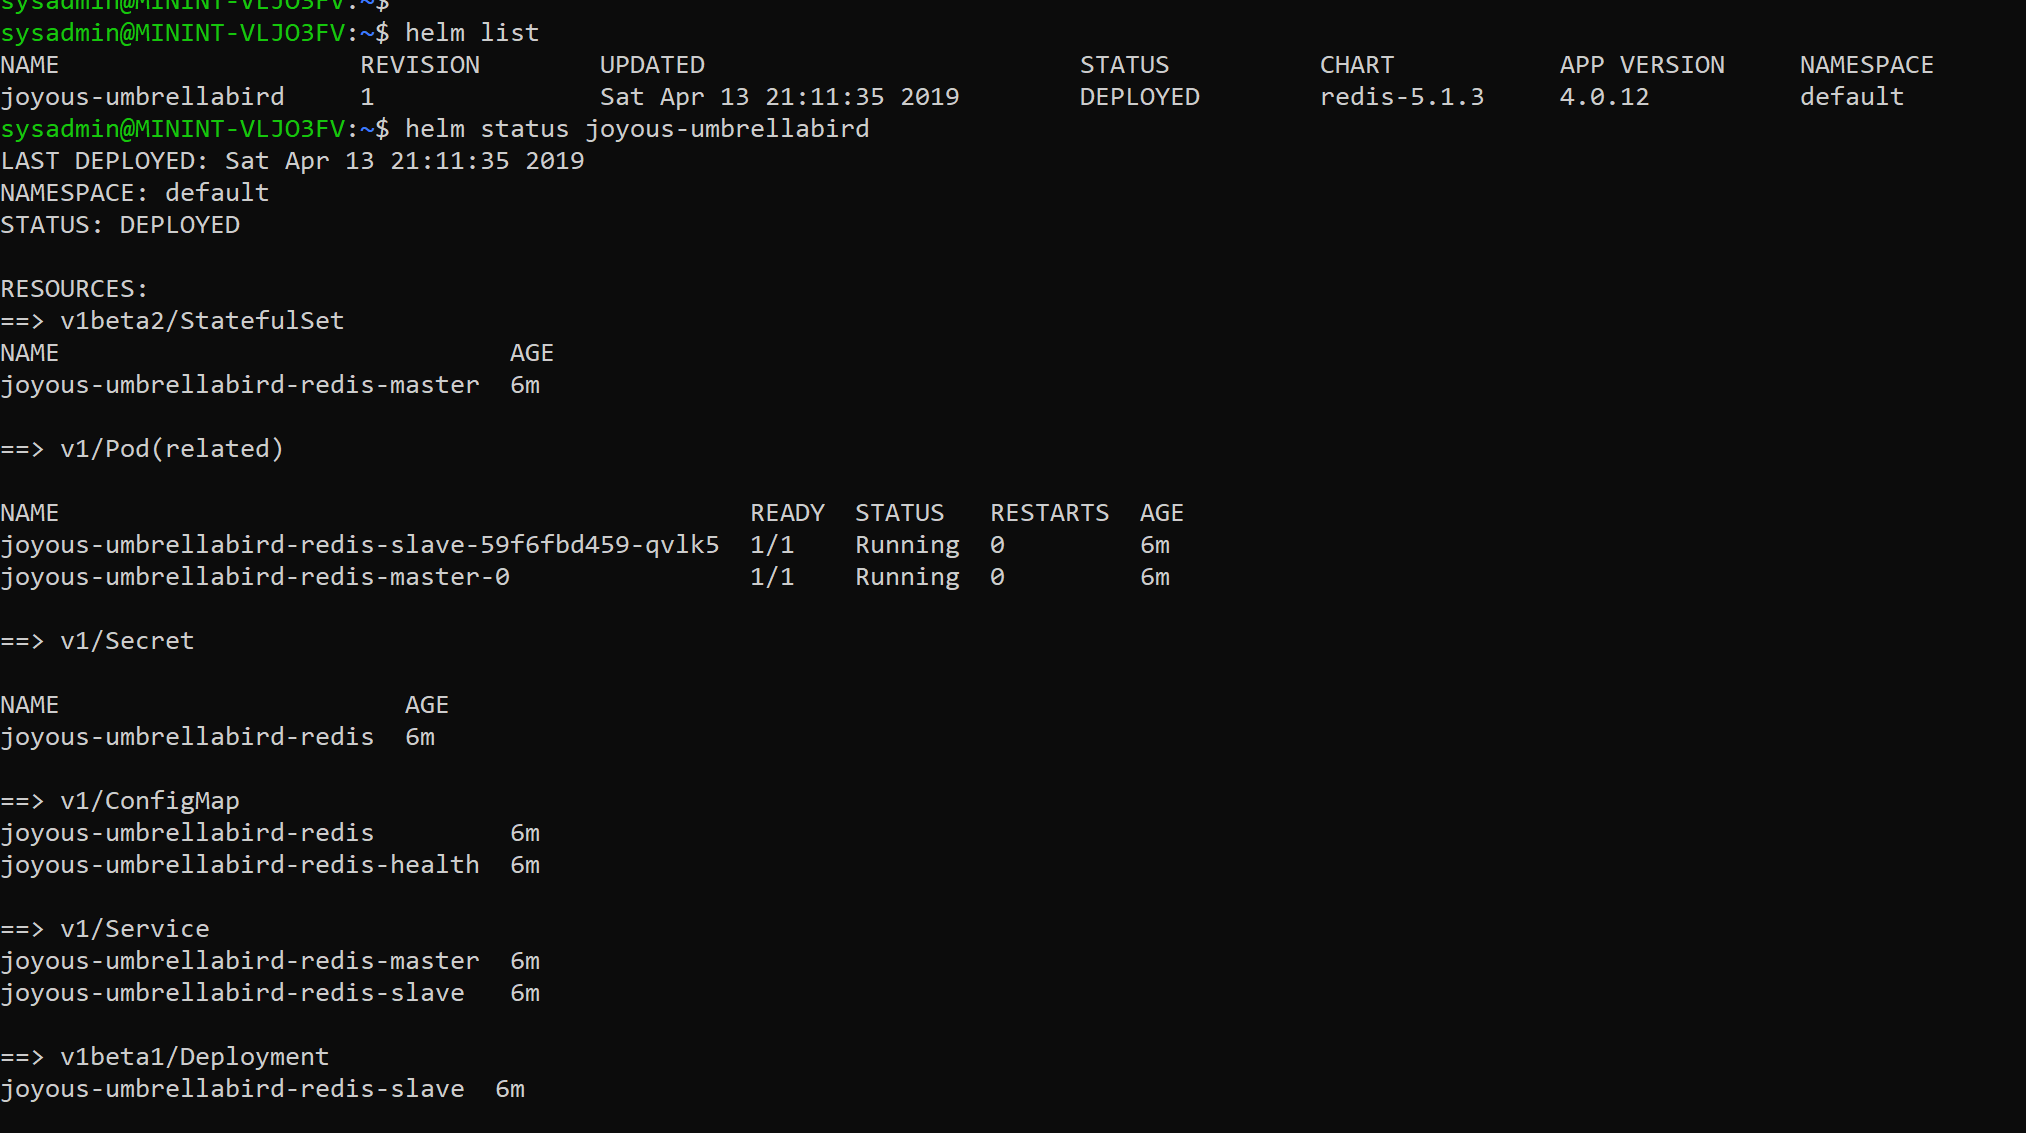 sysadmin@MININT-VLJO3FV:~$
sysadmin@MININT-VLJO3FV:~$ helm list
NAME                    REVISION        UPDATED                         STATUS          CHART           APP VERSION     NAMESPACE
joyous-umbrellabird     1               Sat Apr 13 21:11:35 2019        DEPLOYED        redis-5.1.3     4.0.12          default
sysadmin@MININT-VLJO3FV:~$ helm status joyous-umbrellabird
LAST DEPLOYED: Sat Apr 13 21:11:35 2019
NAMESPACE: default
STATUS: DEPLOYED

RESOURCES:
==> v1beta2/StatefulSet
NAME                              AGE
joyous-umbrellabird-redis-master  6m

==> v1/Pod(related)

NAME                                              READY  STATUS   RESTARTS  AGE
joyous-umbrellabird-redis-slave-59f6fbd459-qvlk5  1/1    Running  0         6m
joyous-umbrellabird-redis-master-0                1/1    Running  0         6m

==> v1/Secret

NAME                       AGE
joyous-umbrellabird-redis  6m

==> v1/ConfigMap
joyous-umbrellabird-redis         6m
joyous-umbrellabird-redis-health  6m

==> v1/Service
joyous-umbrellabird-redis-master  6m
joyous-umbrellabird-redis-slave   6m

==> v1beta1/Deployment
joyous-umbrellabird-redis-slave  6m